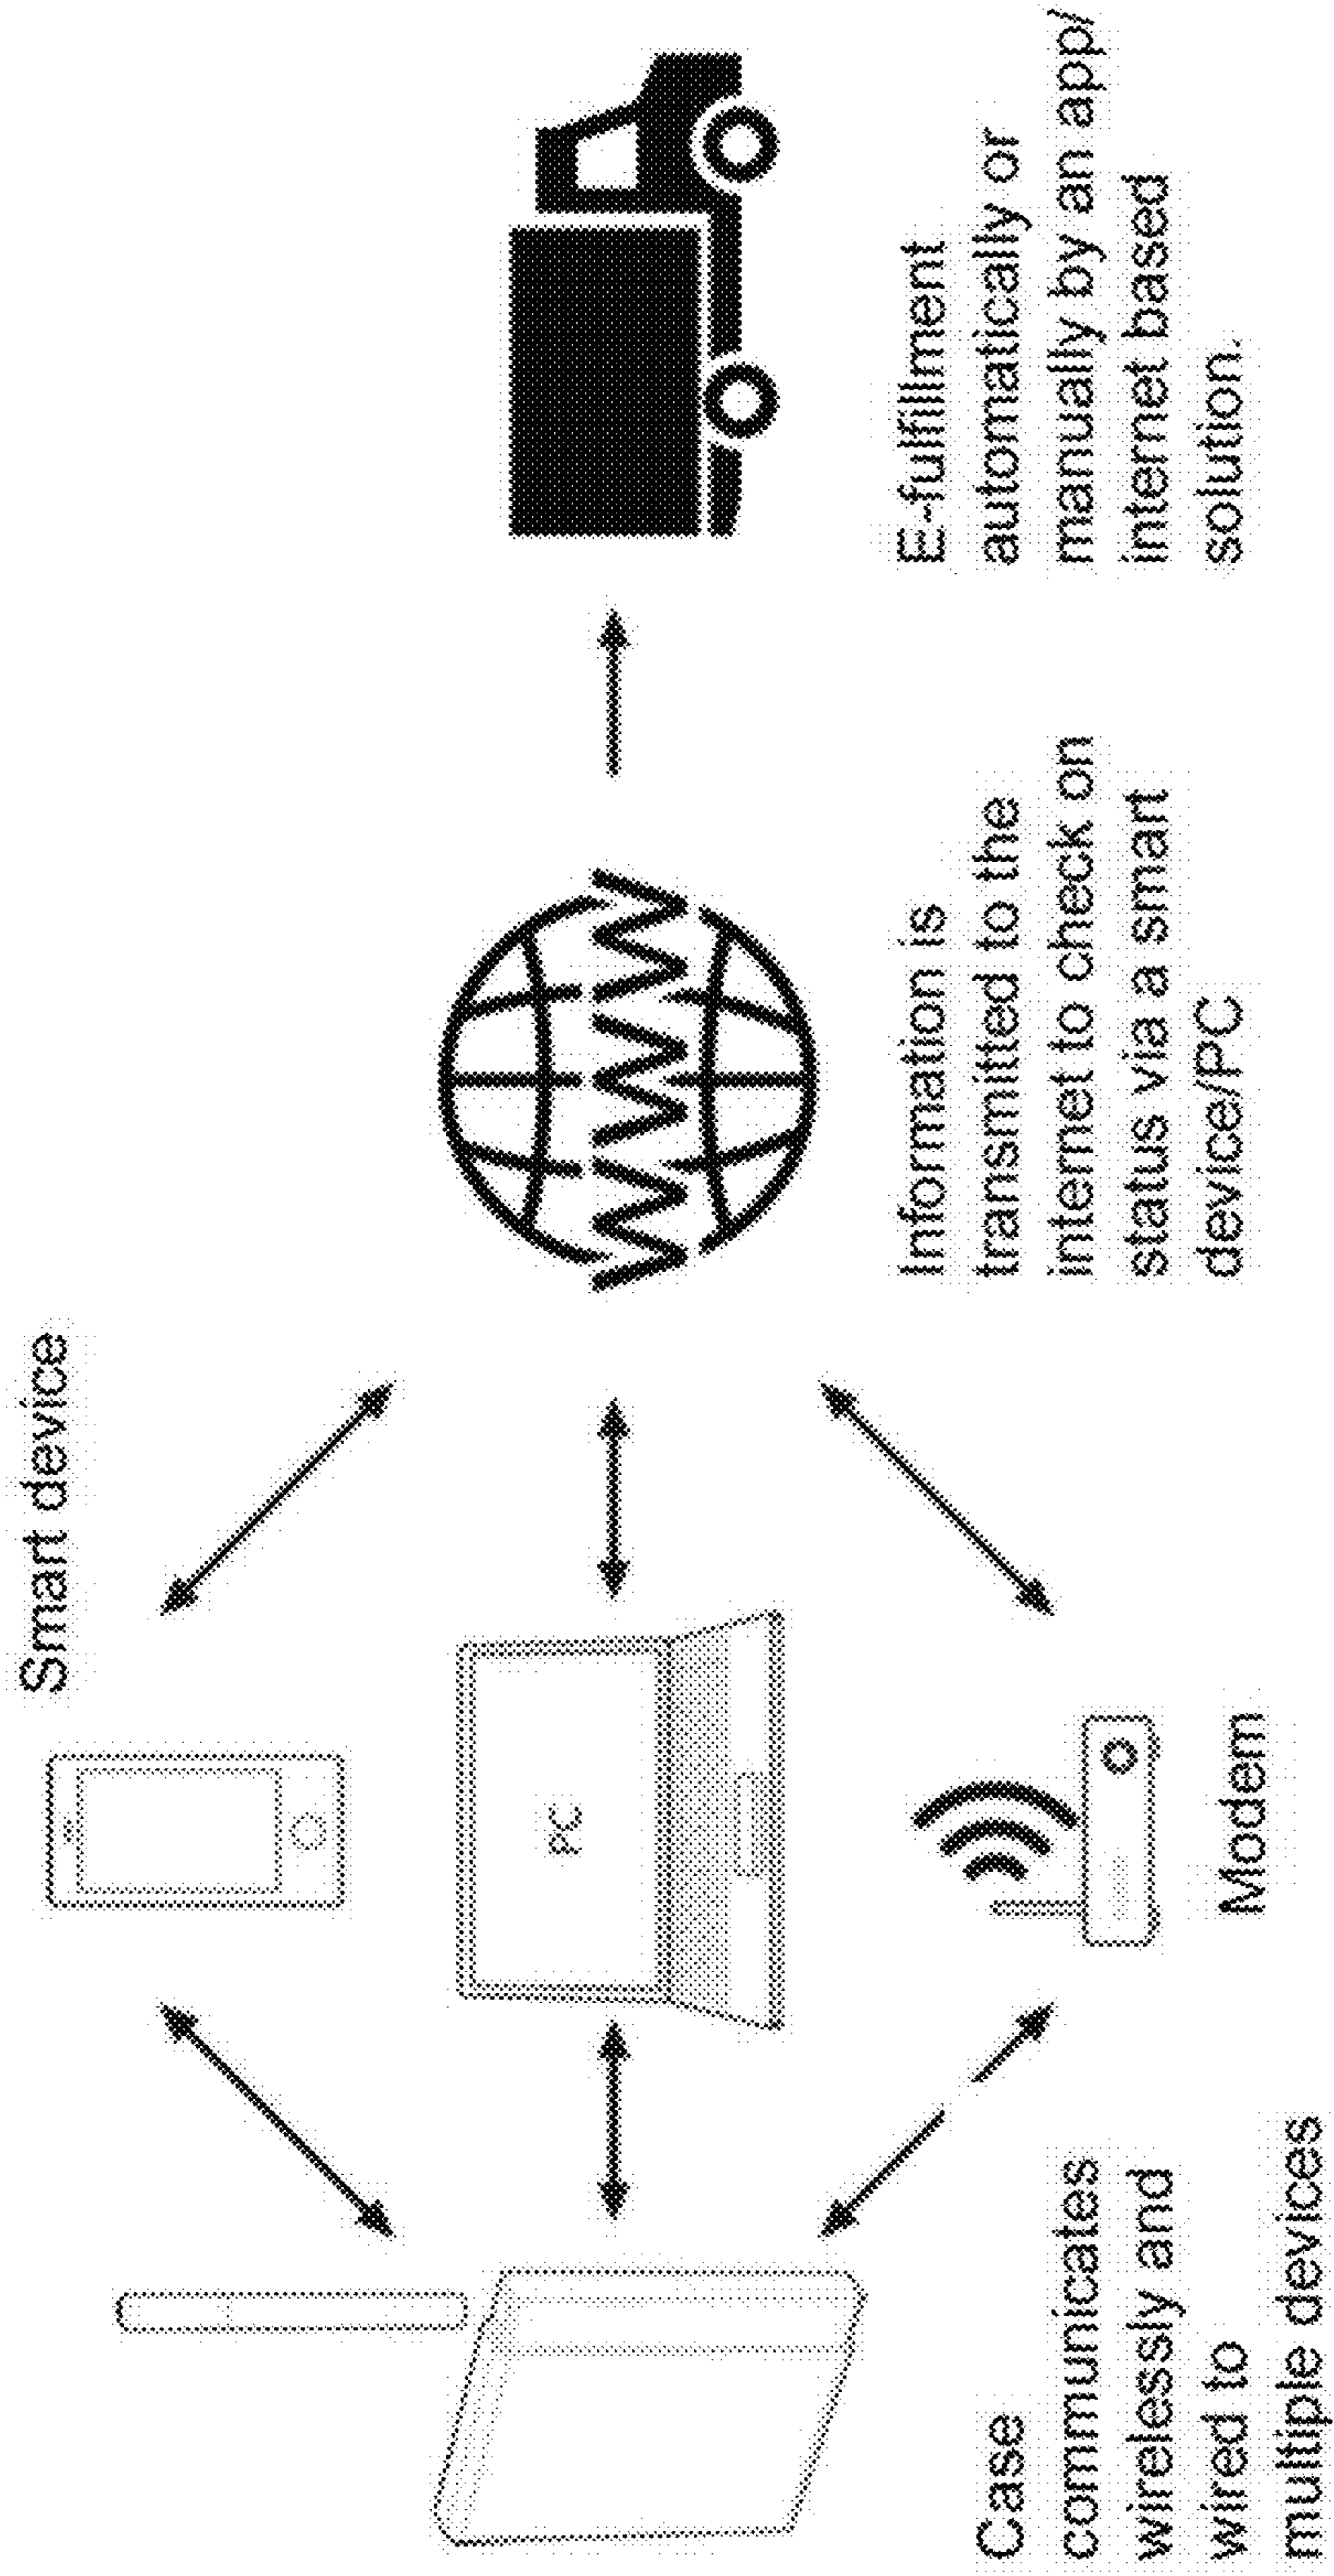 Smart device
PC
Modem
WWW
Case
communicates
wirelessly and
wired to
multiple devices
Information is
transmitted to the
internet to check on
status via a smart
device/PC
E-fulfillment
automatically or
manually by an app/
internet based
solution.